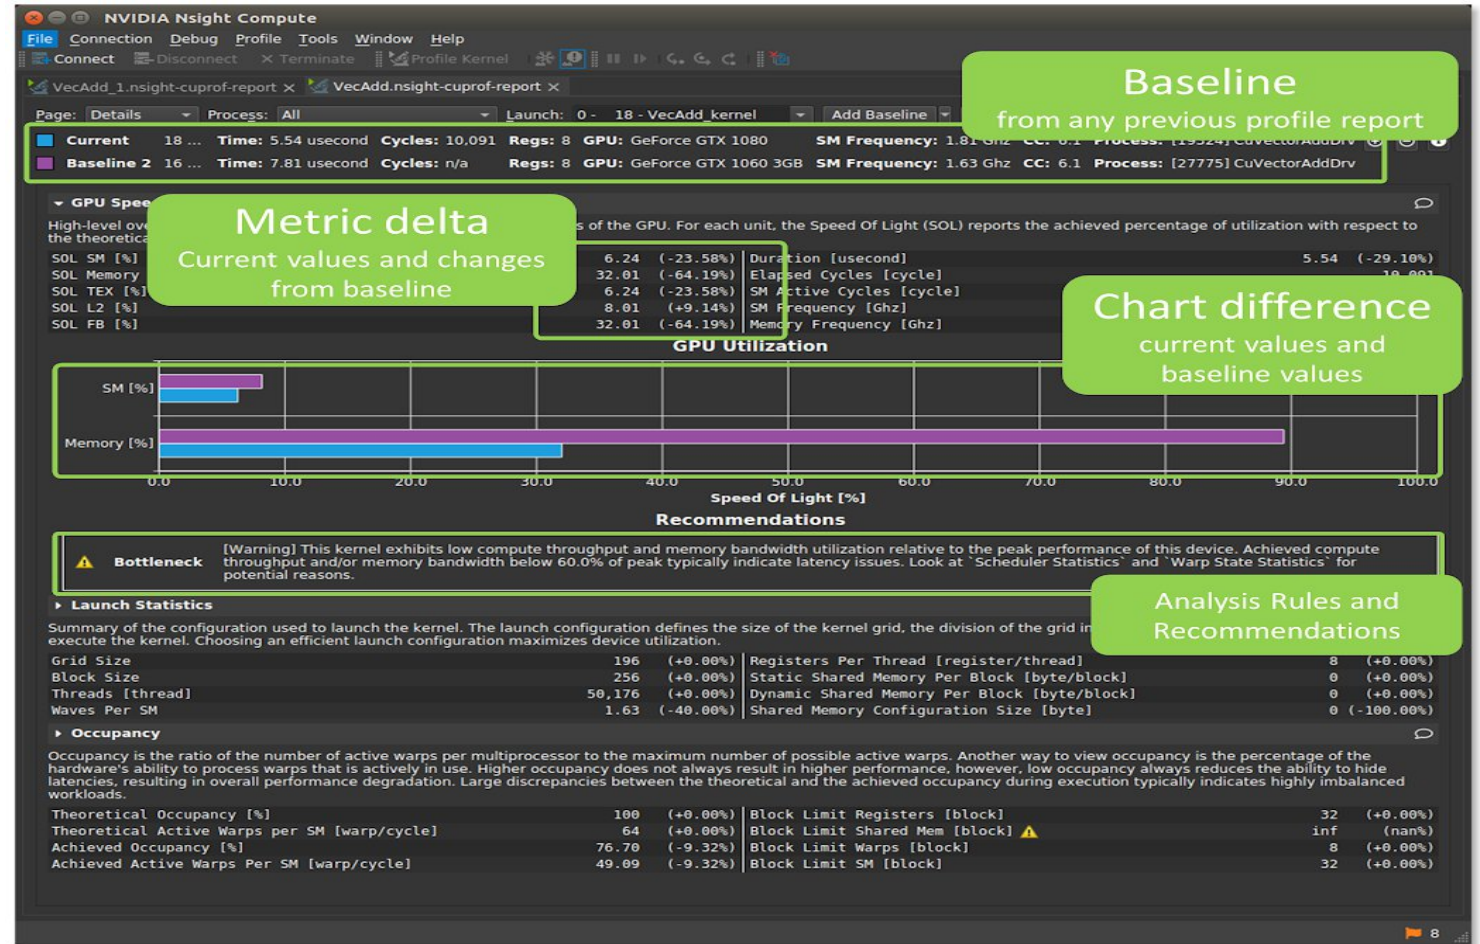 NVIDIA Nsight Compute
File Connection Debug Profile Tools Window Help
Connect Disconnect Terminate Profile Kernel
VecAdd_1.nsight-cuprof-report VecAdd.nsight-cuprof-report
Baseline
from any previous profile report
Page: Details Process: All Launch: 0 - 18 - VecAdd_kernel Add Baseline
Current 18 ... Time: 5.54 usecond Cycles: 10,091 Regs: 8 GPU: GeForce GTX 1080 SM Frequency: 1.81 Ghz CC: 6.1 Process: [19524] CuVectorAddDrv
Baseline 2 16 ... Time: 7.81 usecond Cycles: n/a Regs: 8 GPU: GeForce GTX 1060 3GB SM Frequency: 1.63 Ghz CC: 6.1 Process: [27775] CuVectorAddDrv
GPU Spee
Metric delta
Current values and changes
from baseline
High-level ove s of the GPU. For each unit, the Speed Of Light (SOL) reports the achieved percentage of utilization with respect to
the theoretica
SOL SM [%] 6.24 (-23.58%) Duration [usecond] 5.54 (-29.10%)
SOL Memory 32.01 (-64.19%) Elapsed Cycles [cycle] 10,091
SOL TEX [%] 6.24 (-23.58%) SM Active Cycles [cycle]
SOL L2 [%] 8.01 (+9.14%) SM Frequency [Ghz]
SOL FB [%] 32.01 (-64.19%) Memory Frequency [Ghz]
Chart difference
current values and
baseline values
GPU Utilization
SM [%]
Memory [%]
0.0 10.0 20.0 30.0 40.0 50.0 60.0 70.0 80.0 90.0 100.0
Speed Of Light [%]
Recommendations
Bottleneck
[Warning] This kernel exhibits low compute throughput and memory bandwidth utilization relative to the peak performance of this device. Achieved compute
throughput and/or memory bandwidth below 60.0% of peak typically indicate latency issues. Look at `Scheduler Statistics` and `Warp State Statistics` for
potential reasons.
Analysis Rules and
Recommendations
Launch Statistics
Summary of the configuration used to launch the kernel. The launch configuration defines the size of the kernel grid, the division of the grid in
execute the kernel. Choosing an efficient launch configuration maximizes device utilization.
Grid Size 196 (+0.00%) Registers Per Thread [register/thread] 8 (+0.00%)
Block Size 256 (+0.00%) Static Shared Memory Per Block [byte/block] 0 (+0.00%)
Threads [thread] 50,176 (+0.00%) Dynamic Shared Memory Per Block [byte/block] 0 (+0.00%)
Waves Per SM 1.63 (-40.00%) Shared Memory Configuration Size [byte] 0 (-100.00%)
Occupancy
Occupancy is the ratio of the number of active warps per multiprocessor to the maximum number of possible active warps. Another way to view occupancy is the percentage of the
hardware's ability to process warps that is actively in use. Higher occupancy does not always result in higher performance, however, low occupancy always reduces the ability to hide
latencies, resulting in overall performance degradation. Large discrepancies between the theoretical and the achieved occupancy during execution typically indicates highly imbalanced
workloads.
Theoretical Occupancy [%] 100 (+0.00%) Block Limit Registers [block] 32 (+0.00%)
Theoretical Active Warps per SM [warp/cycle] 64 (+0.00%) Block Limit Shared Mem [block] inf (nan%)
Achieved Occupancy [%] 76.70 (-9.32%) Block Limit Warps [block] 8 (+0.00%)
Achieved Active Warps Per SM [warp/cycle] 49.09 (-9.32%) Block Limit SM [block] 32 (+0.00%)
8